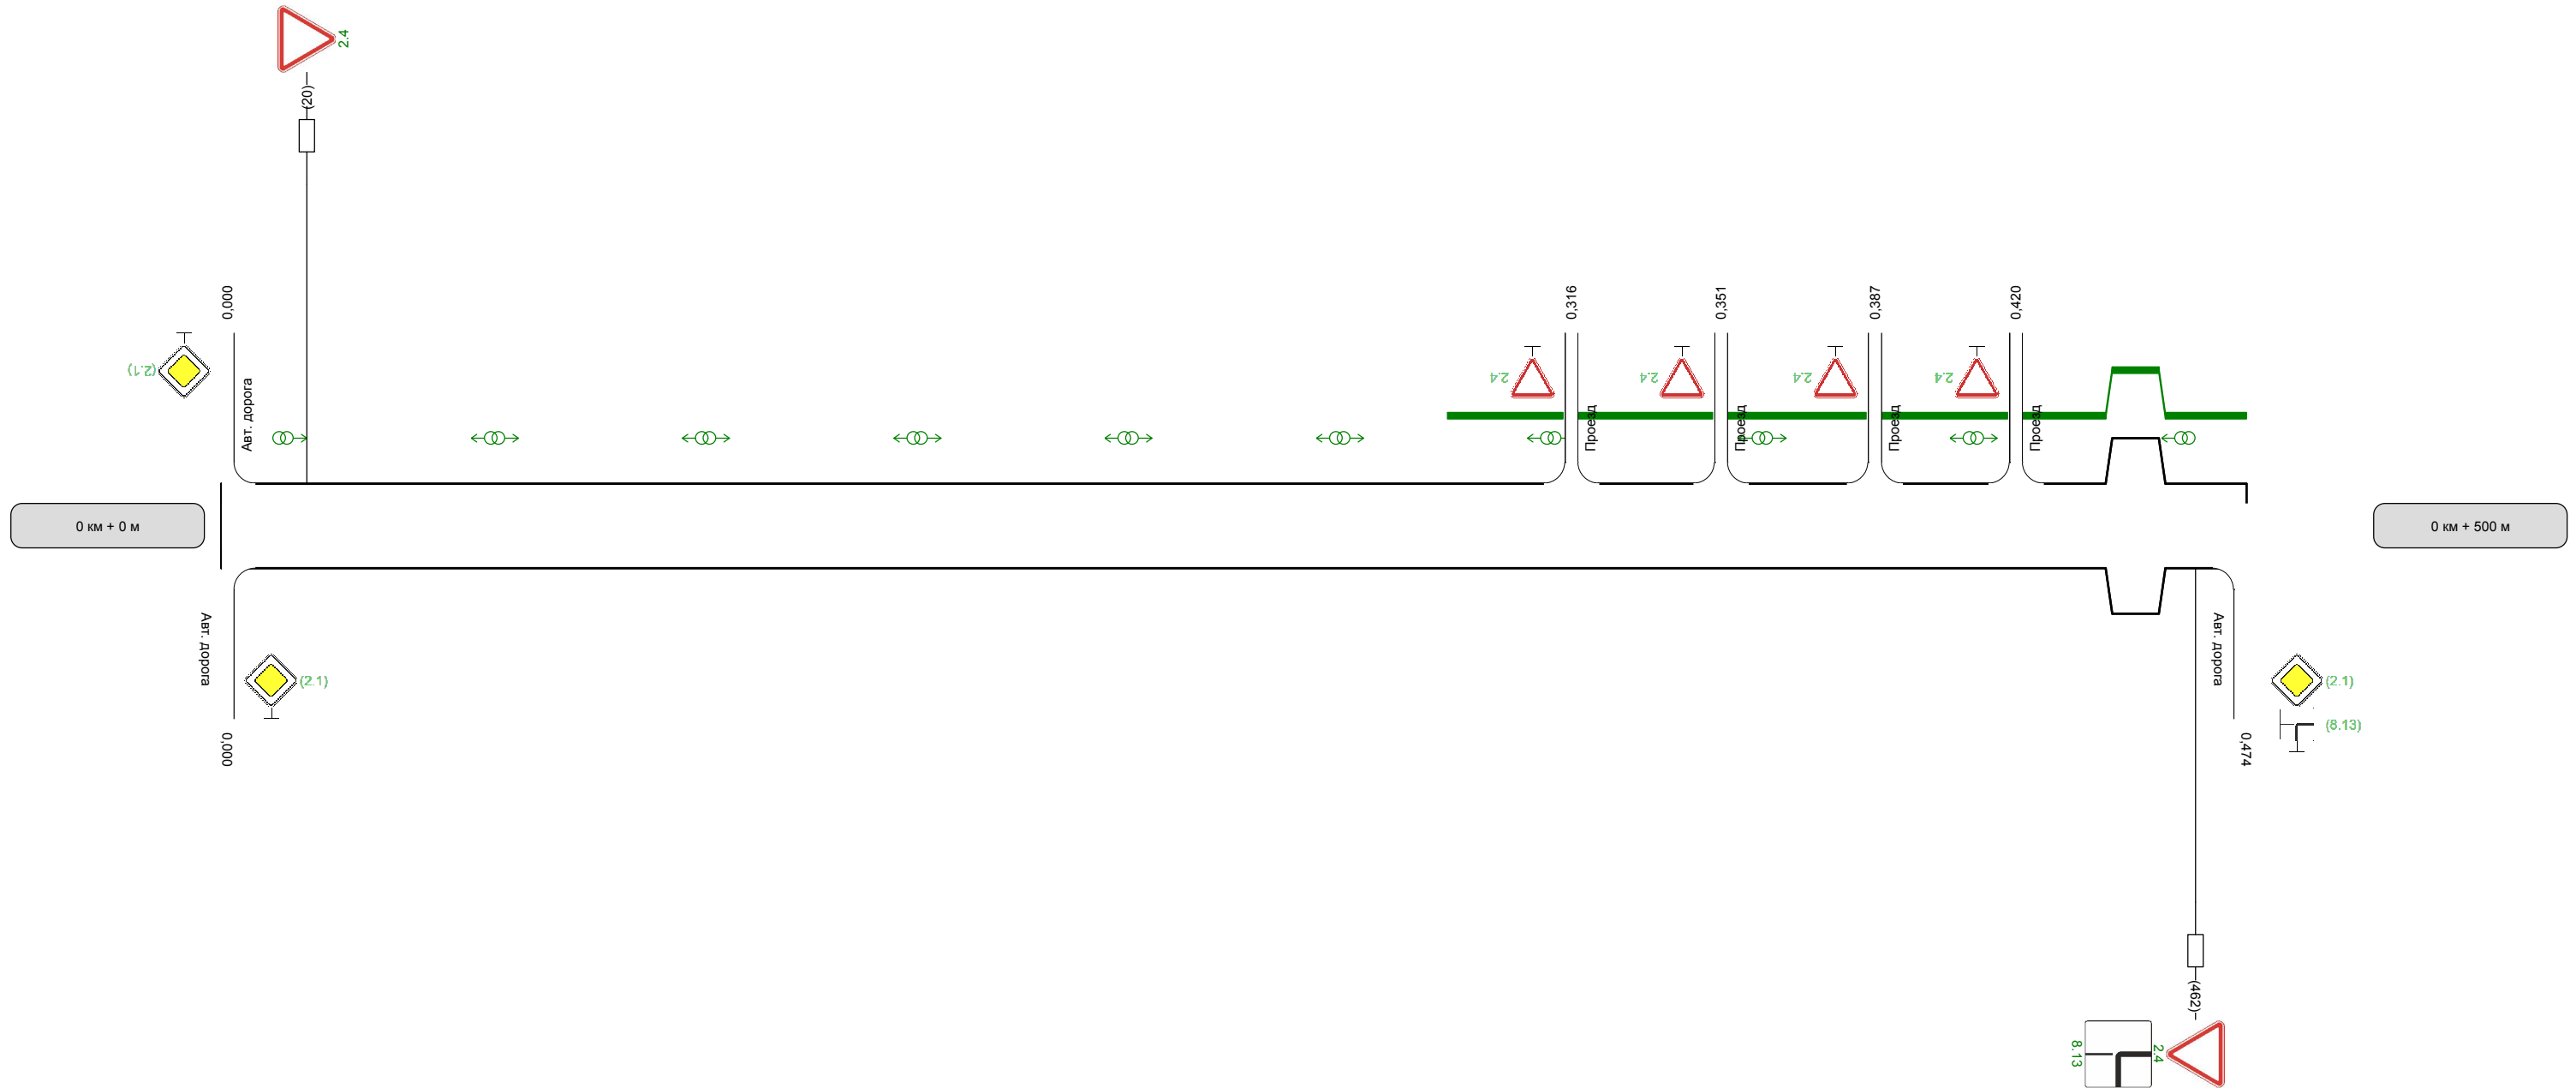 2.4
(20)
0,000
0,316
0,351
0,387
0,420
(2.1)
2.4
2.4
2.4
2.4
Авт. дорога
Проезд
Проезд
Проезд
Проезд
0 км + 0 м
0 км + 500 м
Авт. дорога
(2.1)
0,000
Авт. дорога
(2.1)
(8.13)
0,474
(462)
8.13
2.4